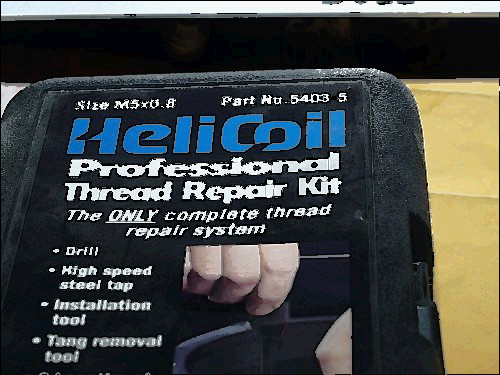 Size M5x0.8 Part No.5403-5
HeliCoil
Professional
Thread Repair Kit
The ONLY complete thread
repair system
• Drill
• High speed
steel tap
• Installation
tool
• Tang removal
tool